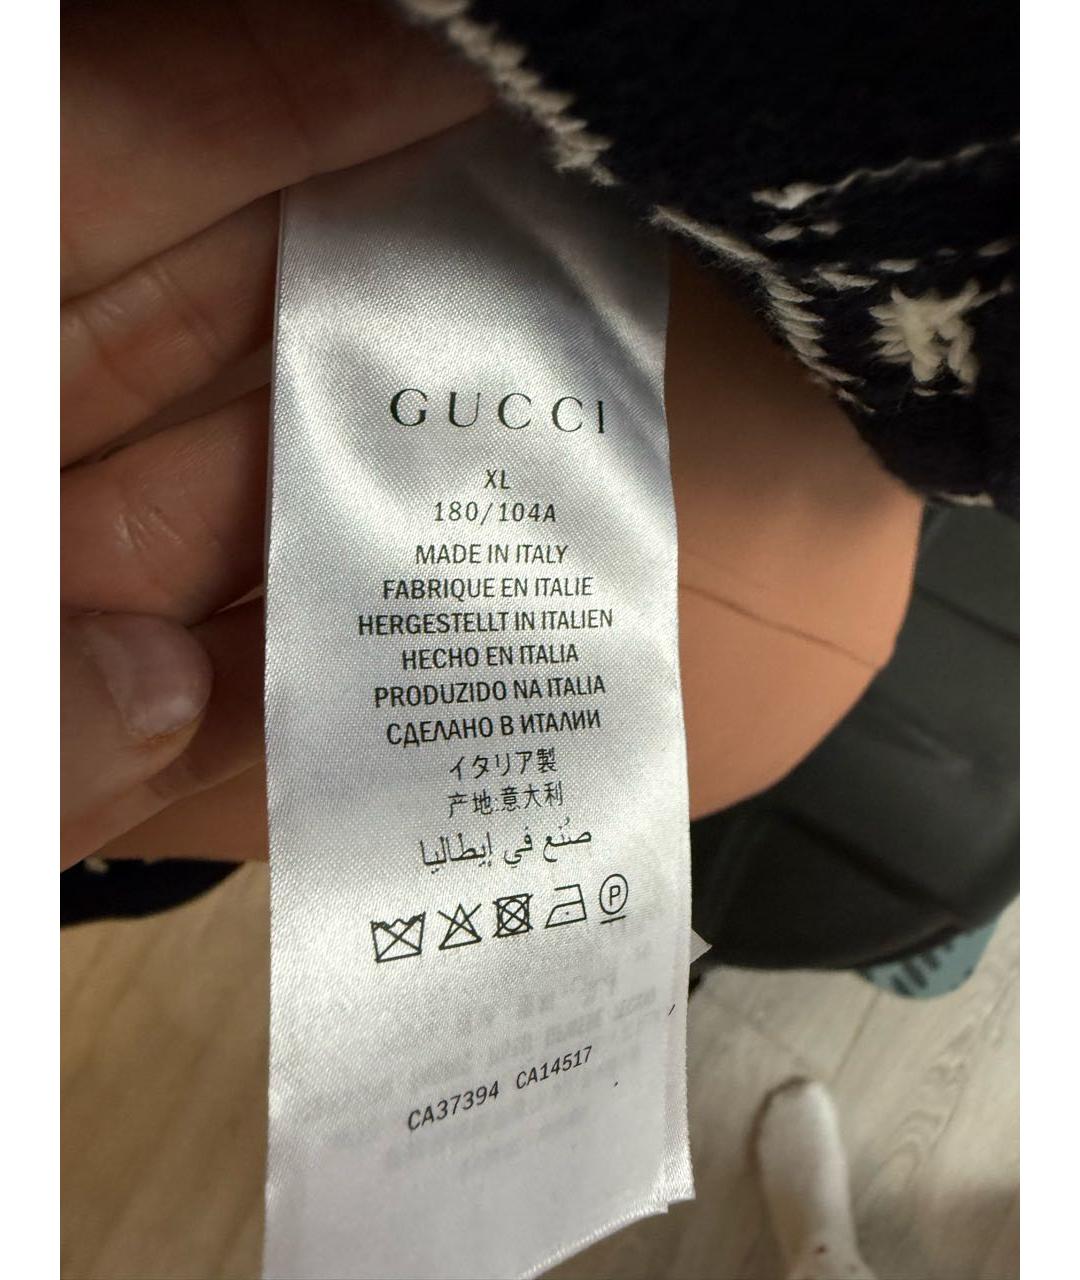 GUCCI
XL
180/104A
MADE IN ITALY
FABRIQUE EN ITALIE
HERGESTELLT IN ITALIEN
HECHO EN ITALIA
PRODUZIDO NA ITALIA
СДЕЛАНО В ИТАЛИИ
イタリア製
产地:意大利
صُنع في إيطاليا
P
CA37394 CA14517